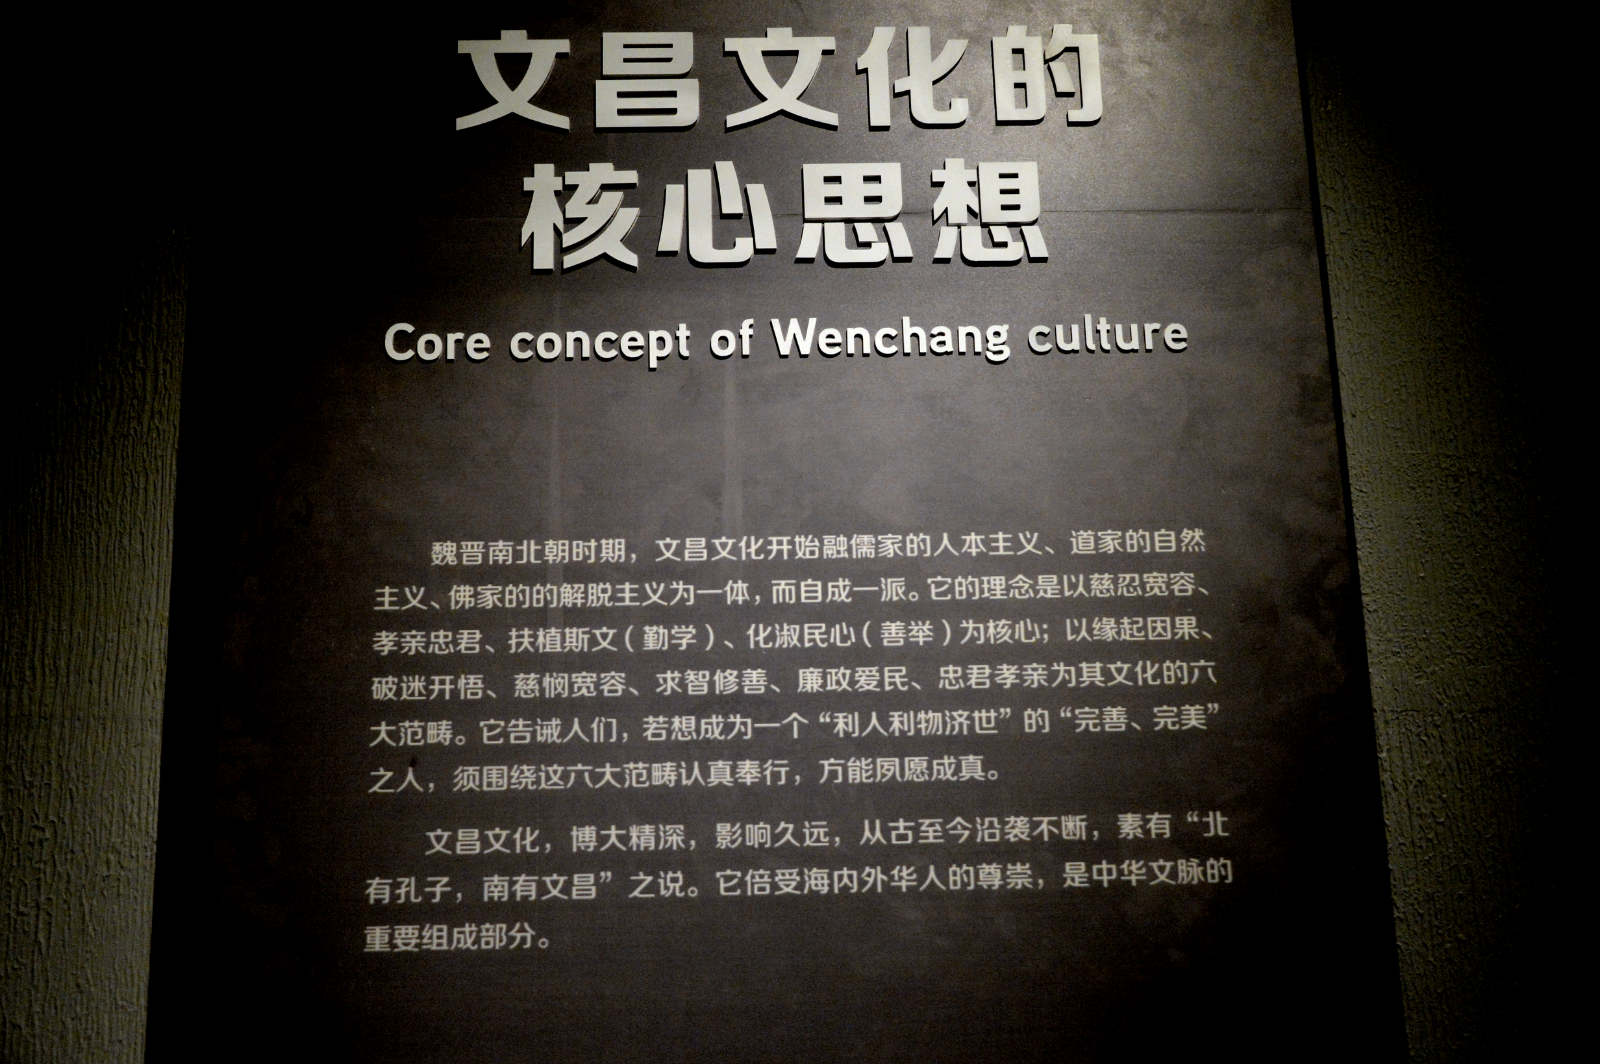 文昌文化的
核心思想
Core concept of Wenchang culture
魏晋南北朝时期，文昌文化开始融儒家的人本主义、道家的自然
主义、佛家的的解脱主义为一体，而自成一派。它的理念是以慈忍宽容、
孝亲忠君、扶植斯文（勤学）、化淑民心（善举）为核心；以缘起因果、
破迷开悟、慈悯宽容、求智修善、廉政爱民、忠君孝亲为其文化的六
大范畴。它告诫人们，若想成为一个“利人利物济世”的“完善、完美”
之人，须围绕这六大范畴认真奉行，方能夙愿成真。
文昌文化，博大精深，影响久远，从古至今沿袭不断，素有“北
有孔子，南有文昌”之说。它倍受海内外华人的尊崇，是中华文脉的
重要组成部分。